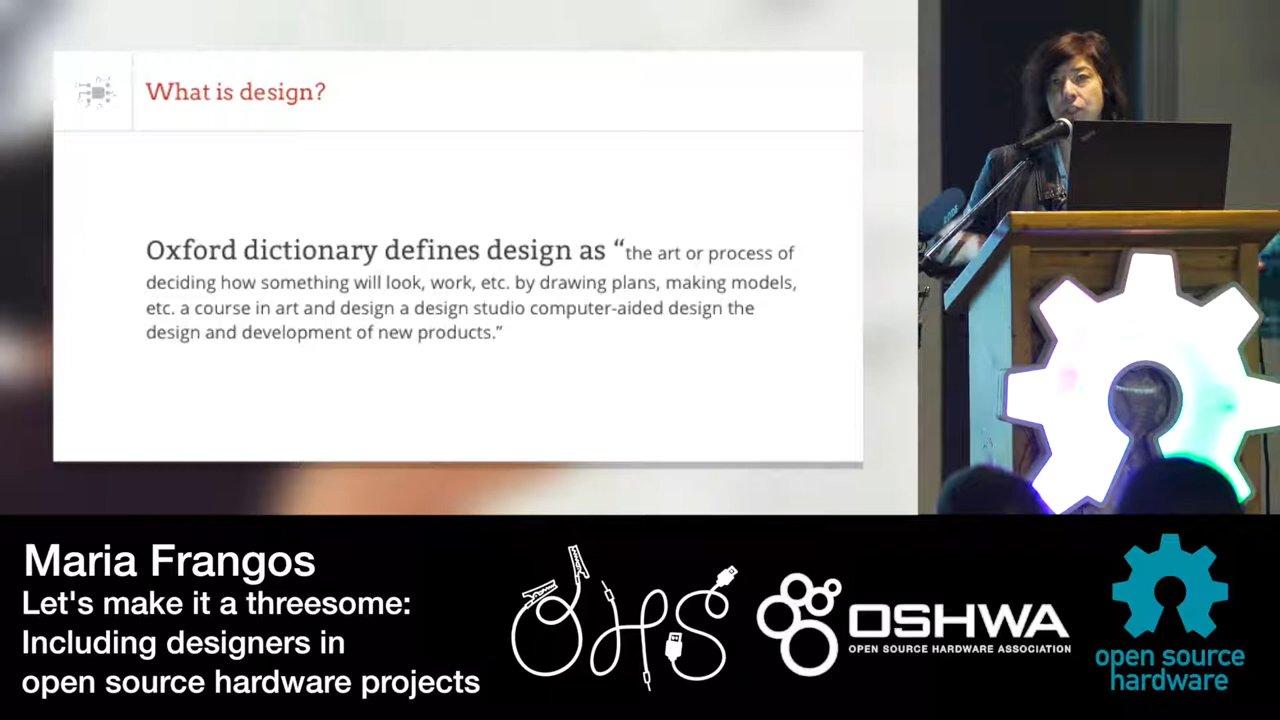 What is design?
Oxford dictionary defines design as “the art or process of
deciding how something will look, work, etc. by drawing plans, making models,
etc. a course in art and design a design studio computer-aided design the
design and development of new products.”
Maria Frangos
Let's make it a threesome:
Including designers in
open source hardware projects
OHS
OSHWA
OPEN SOURCE HARDWARE ASSOCIATION
open source
hardware